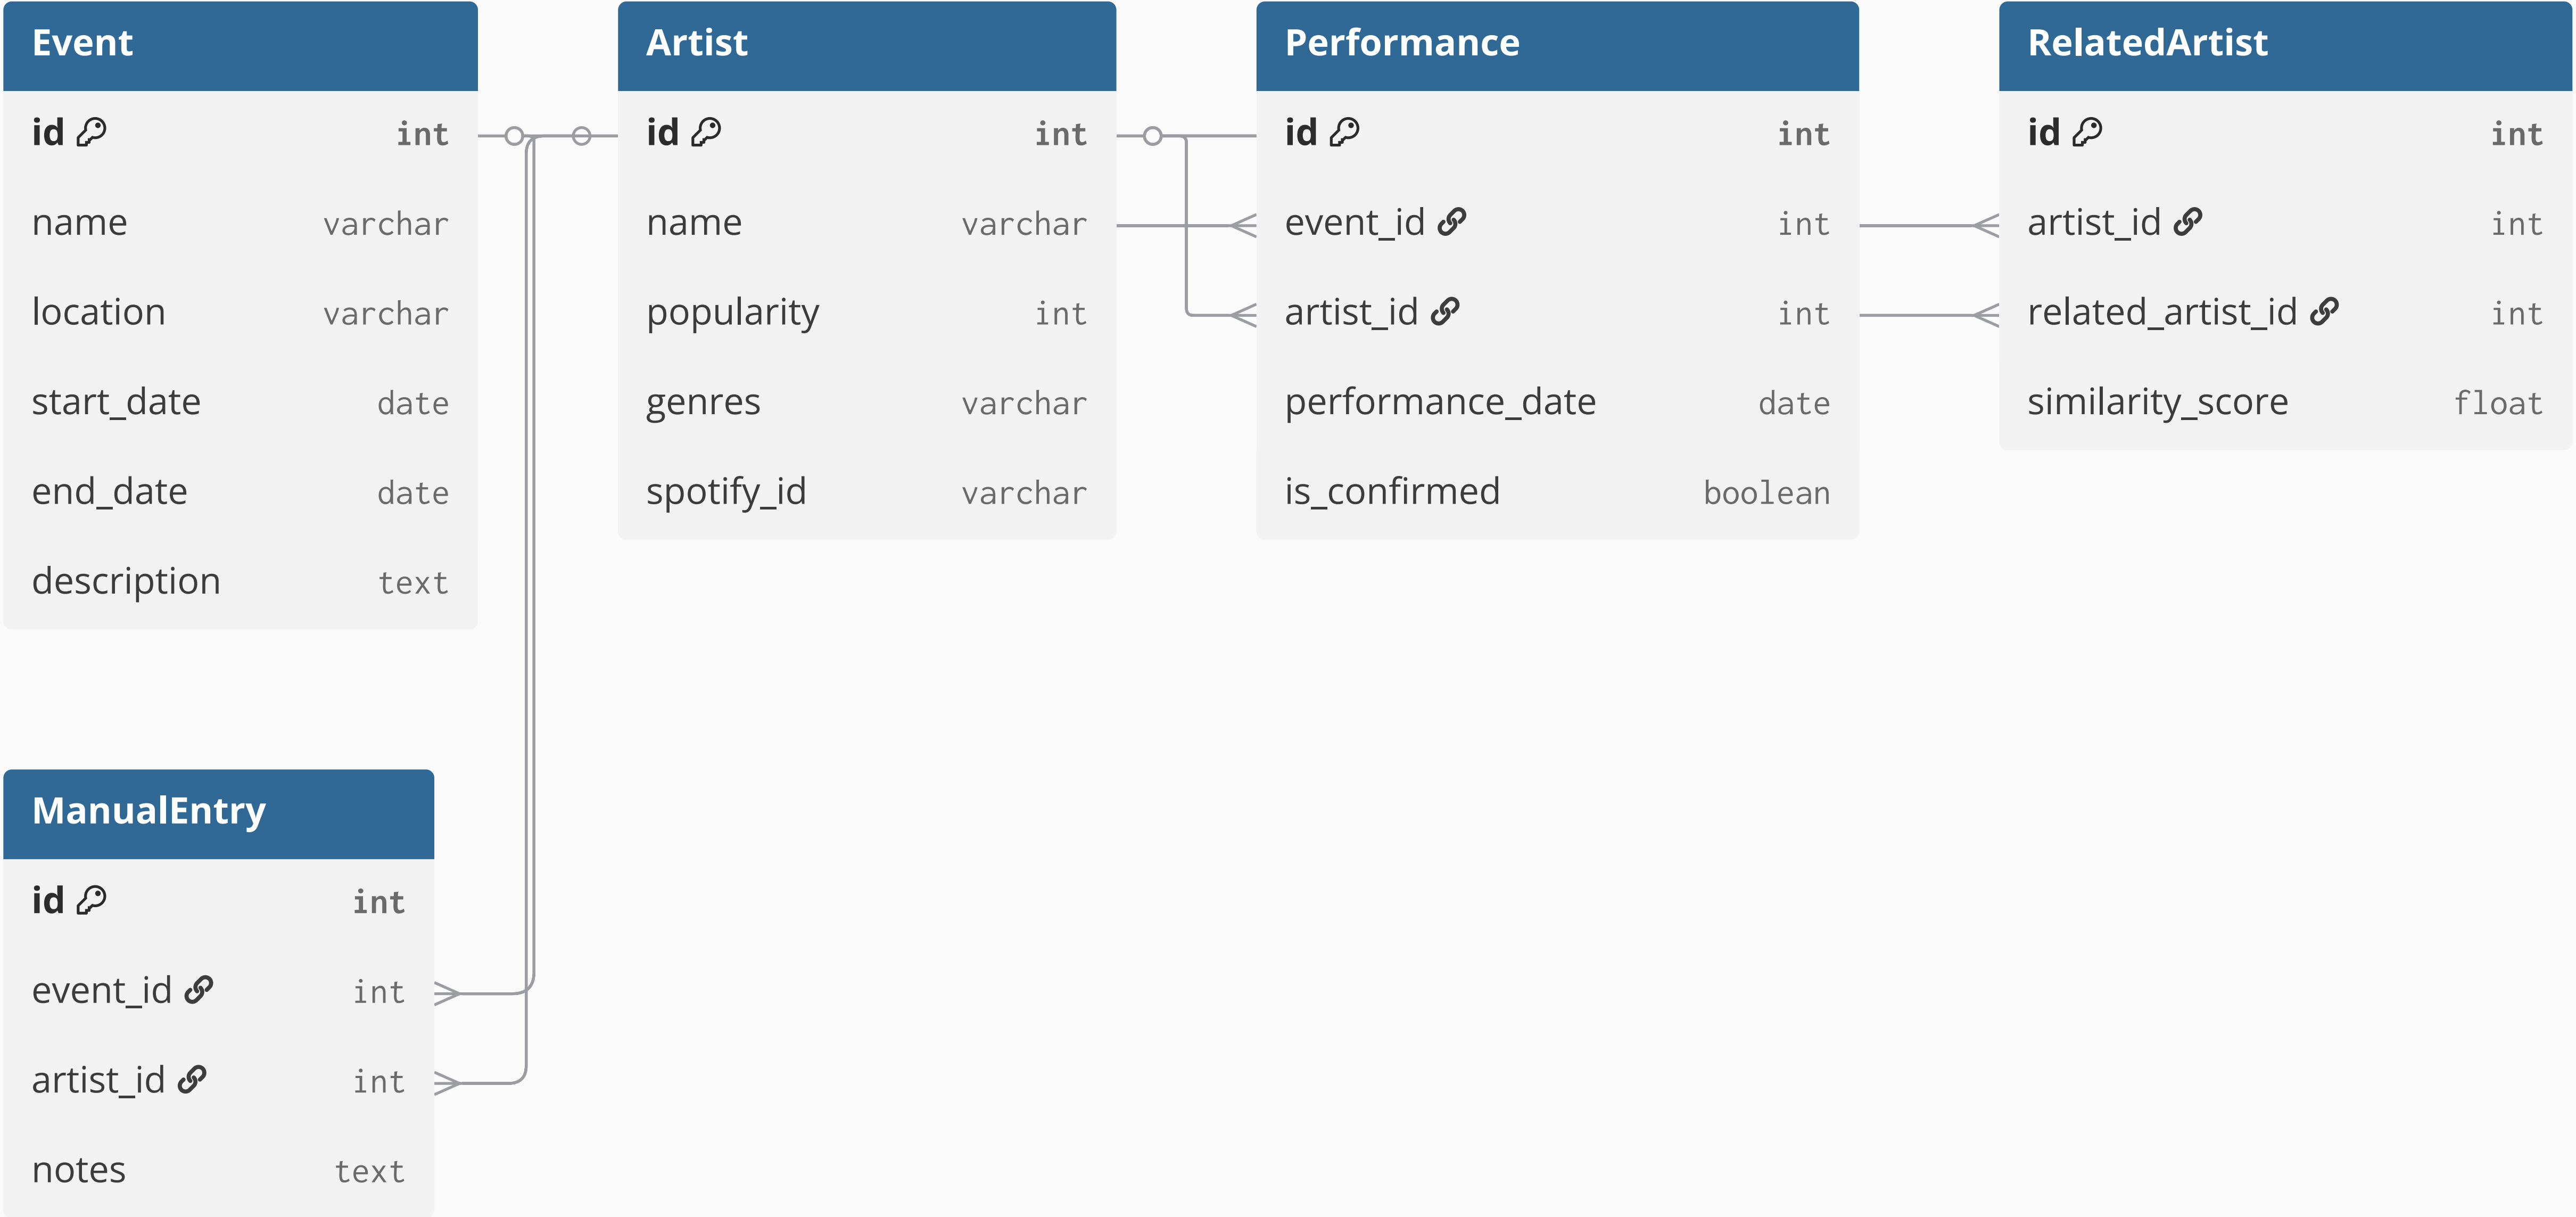 Event
id int
name varchar
location varchar
start_date date
end_date date
description text
Artist
id int
name varchar
popularity int
genres varchar
spotify_id varchar
Performance
id int
event_id int
artist_id int
performance_date date
is_confirmed boolean
RelatedArtist
id int
artist_id int
related_artist_id int
similarity_score float
ManualEntry
id int
event_id int
artist_id int
notes text